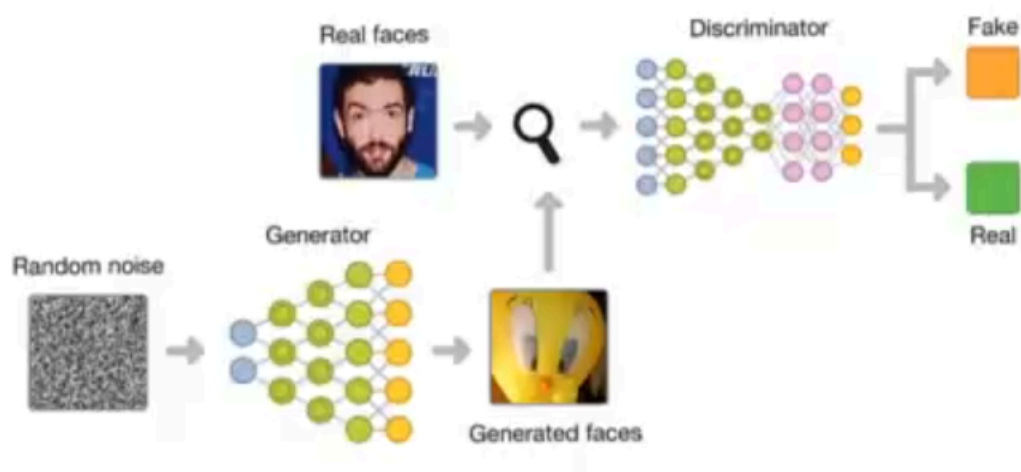 Real faces
Discriminator
Fake
Real
Generator
Random noise
Generated faces